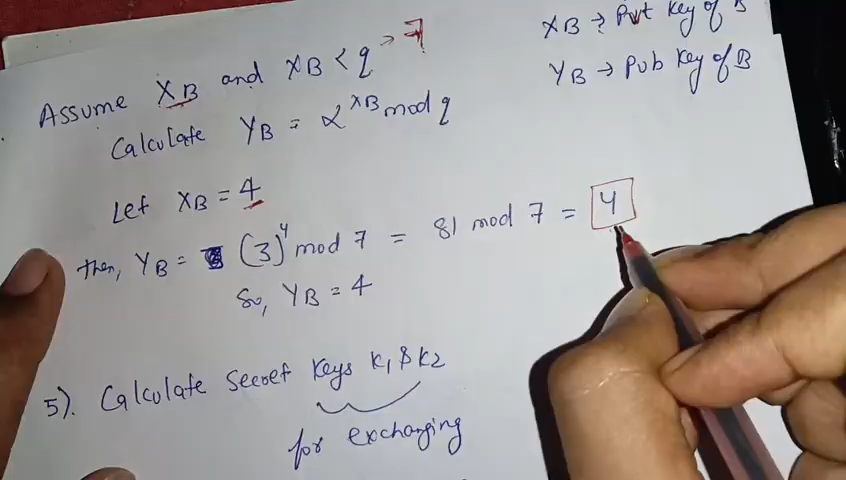 XB → Pvt key of B
Assume XB and XB < q → 7
YB → Pub key of B
Calculate YB = α^XB mod q
Let XB = 4
then, YB = (3)^4 mod 7 = 81 mod 7 = 4
So, YB = 4
5). Calculate Secret keys K1 & K2
for exchanging